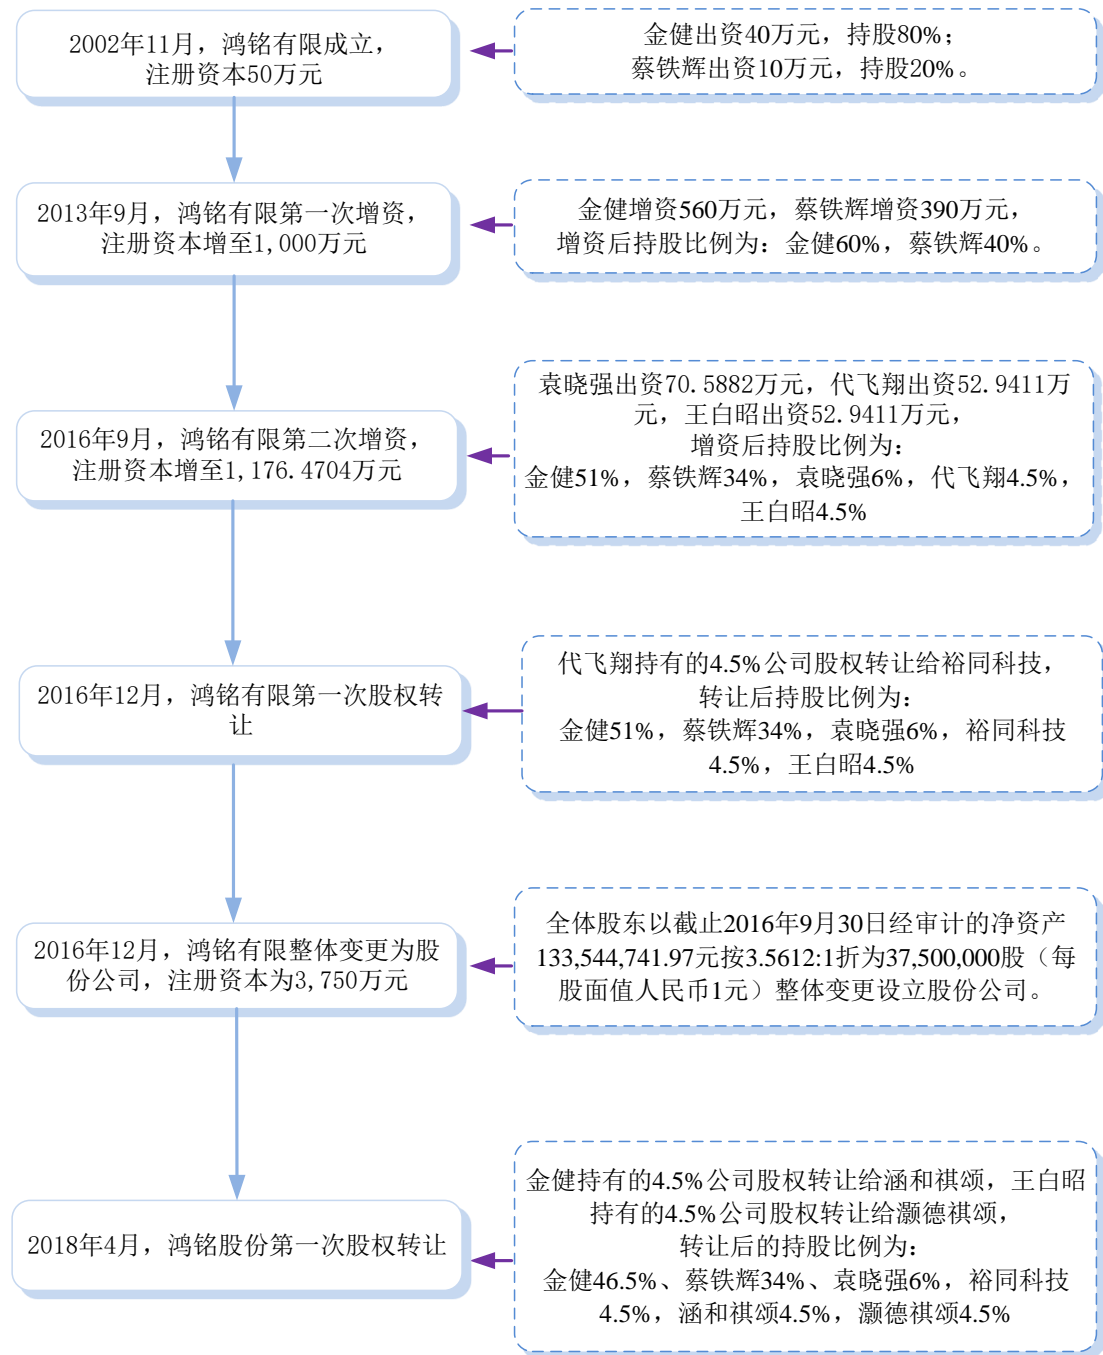 2002年11月，鸿铭有限成立，
注册资本50万元
金健出资40万元，持股80%；
蔡铁辉出资10万元，持股20%。
2013年9月，鸿铭有限第一次增资，
注册资本增至1,000万元
金健增资560万元，蔡铁辉增资390万元，
增资后持股比例为：金健60%，蔡铁辉40%。
2016年9月，鸿铭有限第二次增资，
注册资本增至1,176.4704万元
袁晓强出资70.5882万元，代飞翔出资52.9411万
元，王白昭出资52.9411万元，
增资后持股比例为：
金健51%，蔡铁辉34%，袁晓强6%，代飞翔4.5%，
王白昭4.5%
2016年12月，鸿铭有限第一次股权转
让
代飞翔持有的4.5%公司股权转让给裕同科技，
转让后持股比例为：
金健51%，蔡铁辉34%，袁晓强6%，裕同科技
4.5%，王白昭4.5%
2016年12月，鸿铭有限整体变更为股
份公司，注册资本为3,750万元
全体股东以截止2016年9月30日经审计的净资产
133,544,741.97元按3.5612:1折为37,500,000股（每
股面值人民币1元）整体变更设立股份公司。
2018年4月，鸿铭股份第一次股权转让
金健持有的4.5%公司股权转让给涵和祺颂，王白昭
持有的4.5%公司股权转让给灏德祺颂，
转让后的持股比例为：
金健46.5%、蔡铁辉34%、袁晓强6%，裕同科技
4.5%，涵和祺颂4.5%，灏德祺颂4.5%